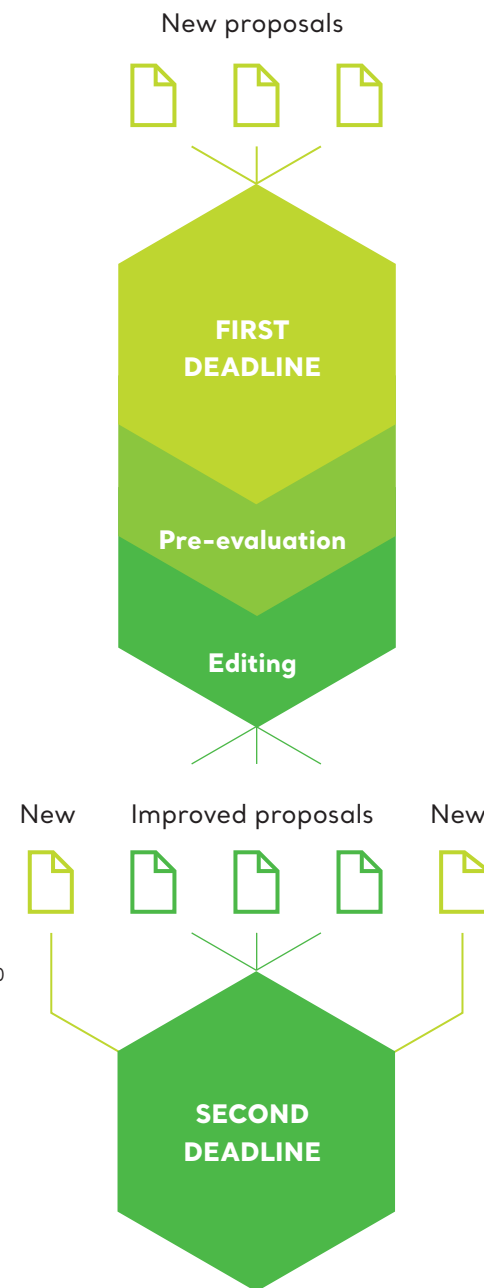 New proposals
FIRST
DEADLINE
Pre-evaluation
Editing
New
Improved proposals
New
SECOND
DEADLINE